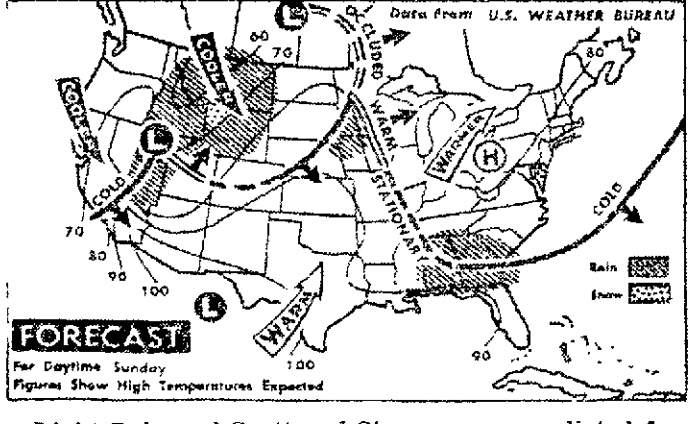 Data From U.S. WEATHER BUREAU
L
OCCLUDED
60
70
80
COOLER
COOLER
WARM
WARMER
H
L
COLD
STATIONARY
COLD
70
80
90
100
Rain
Snow
L
WARM
100
90
FORECAST
For Daytime Sunday
Figures Show High Temperatures Expected